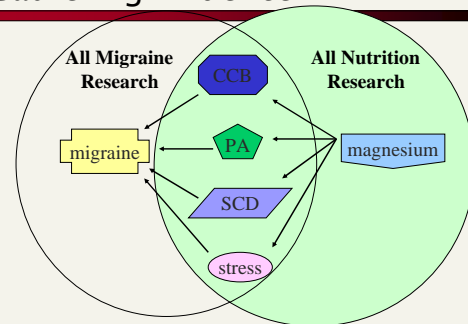 All Migraine
Research
All Nutrition
Research
CCB
migraine
PA
magnesium
SCD
stress